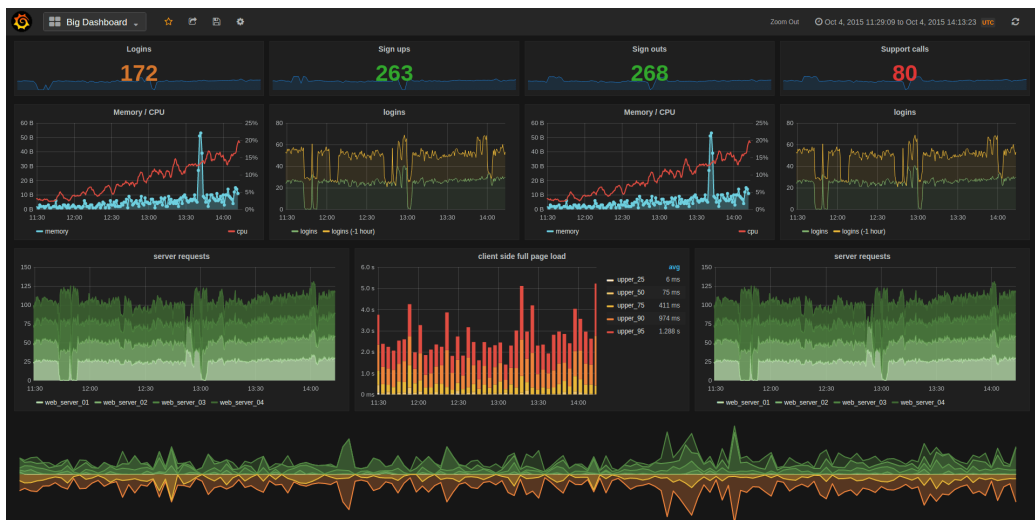 Big Dashboard
Zoom Out
Oct 4, 2015 11:29:09 to Oct 4, 2015 14:13:23 UTC
Logins
172
Sign ups
263
Sign outs
268
Support calls
80
Memory / CPU
60 B
50 B
40 B
30 B
20 B
10 B
0 B
25%
20%
15%
10%
5%
0%
11:30 12:00 12:30 13:00 13:30 14:00
memory cpu
logins
80
60
40
20
0
11:30 12:00 12:30 13:00 13:30 14:00
logins logins (-1 hour)
Memory / CPU
60 B
50 B
40 B
30 B
20 B
10 B
0 B
25%
20%
15%
10%
5%
0%
11:30 12:00 12:30 13:00 13:30 14:00
memory cpu
logins
80
60
40
20
0
11:30 12:00 12:30 13:00 13:30 14:00
logins logins (-1 hour)
server requests
150
125
100
75
50
25
0
11:30 12:00 12:30 13:00 13:30 14:00
web_server_01 web_server_02 web_server_03 web_server_04
client side full page load
6.0 s
5.0 s
4.0 s
3.0 s
2.0 s
1.0 s
0 ms
11:30 12:00 12:30 13:00 13:30 14:00
avg
upper_25 6 ms
upper_50 75 ms
upper_75 411 ms
upper_90 974 ms
upper_95 1.288 s
server requests
150
125
100
75
50
25
0
11:30 12:00 12:30 13:00 13:30 14:00
web_server_01 web_server_02 web_server_03 web_server_04